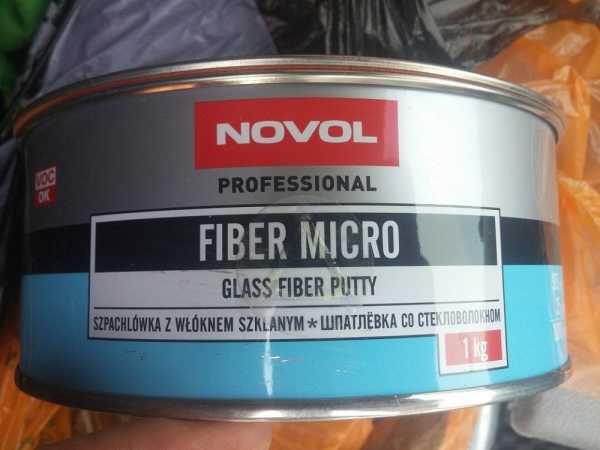 NOVOL
PROFESSIONAL
VOC
OK
FIBER MICRO
GLASS FIBER PUTTY
SZPACHLÓWKA Z WŁÓKNEM SZKLANYM * ШПАТЛЁВКА СО СТЕКЛОВОЛОКНОМ
1 kg